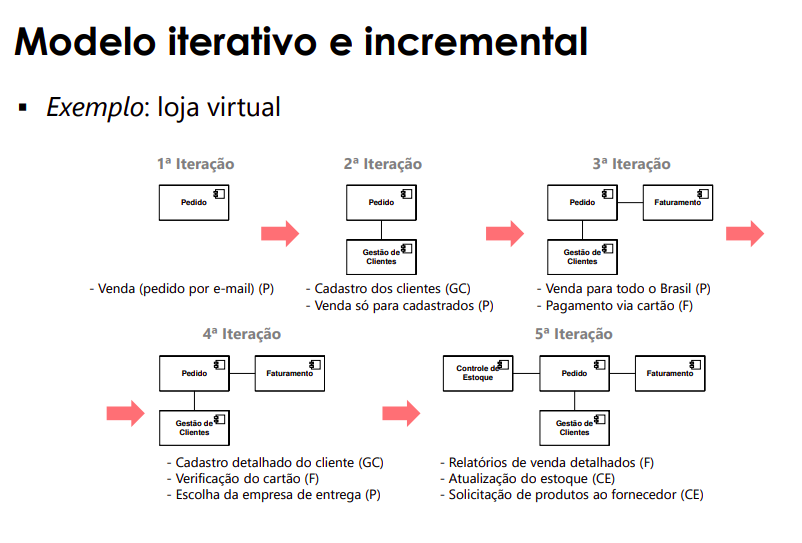 Modelo iterativo e incremental
▪ Exemplo: loja virtual
1ª Iteração
Pedido
- Venda (pedido por e-mail) (P)
2ª Iteração
Pedido
Gestão de
Clientes
- Cadastro dos clientes (GC)
- Venda só para cadastrados (P)
3ª Iteração
Pedido
Faturamento
Gestão de
Clientes
- Venda para todo o Brasil (P)
- Pagamento via cartão (F)
4ª Iteração
Pedido
Faturamento
Gestão de
Clientes
- Cadastro detalhado do cliente (GC)
- Verificação do cartão (F)
- Escolha da empresa de entrega (P)
5ª Iteração
Controle de
Estoque
Pedido
Faturamento
Gestão de
Clientes
- Relatórios de venda detalhados (F)
- Atualização do estoque (CE)
- Solicitação de produtos ao fornecedor (CE)